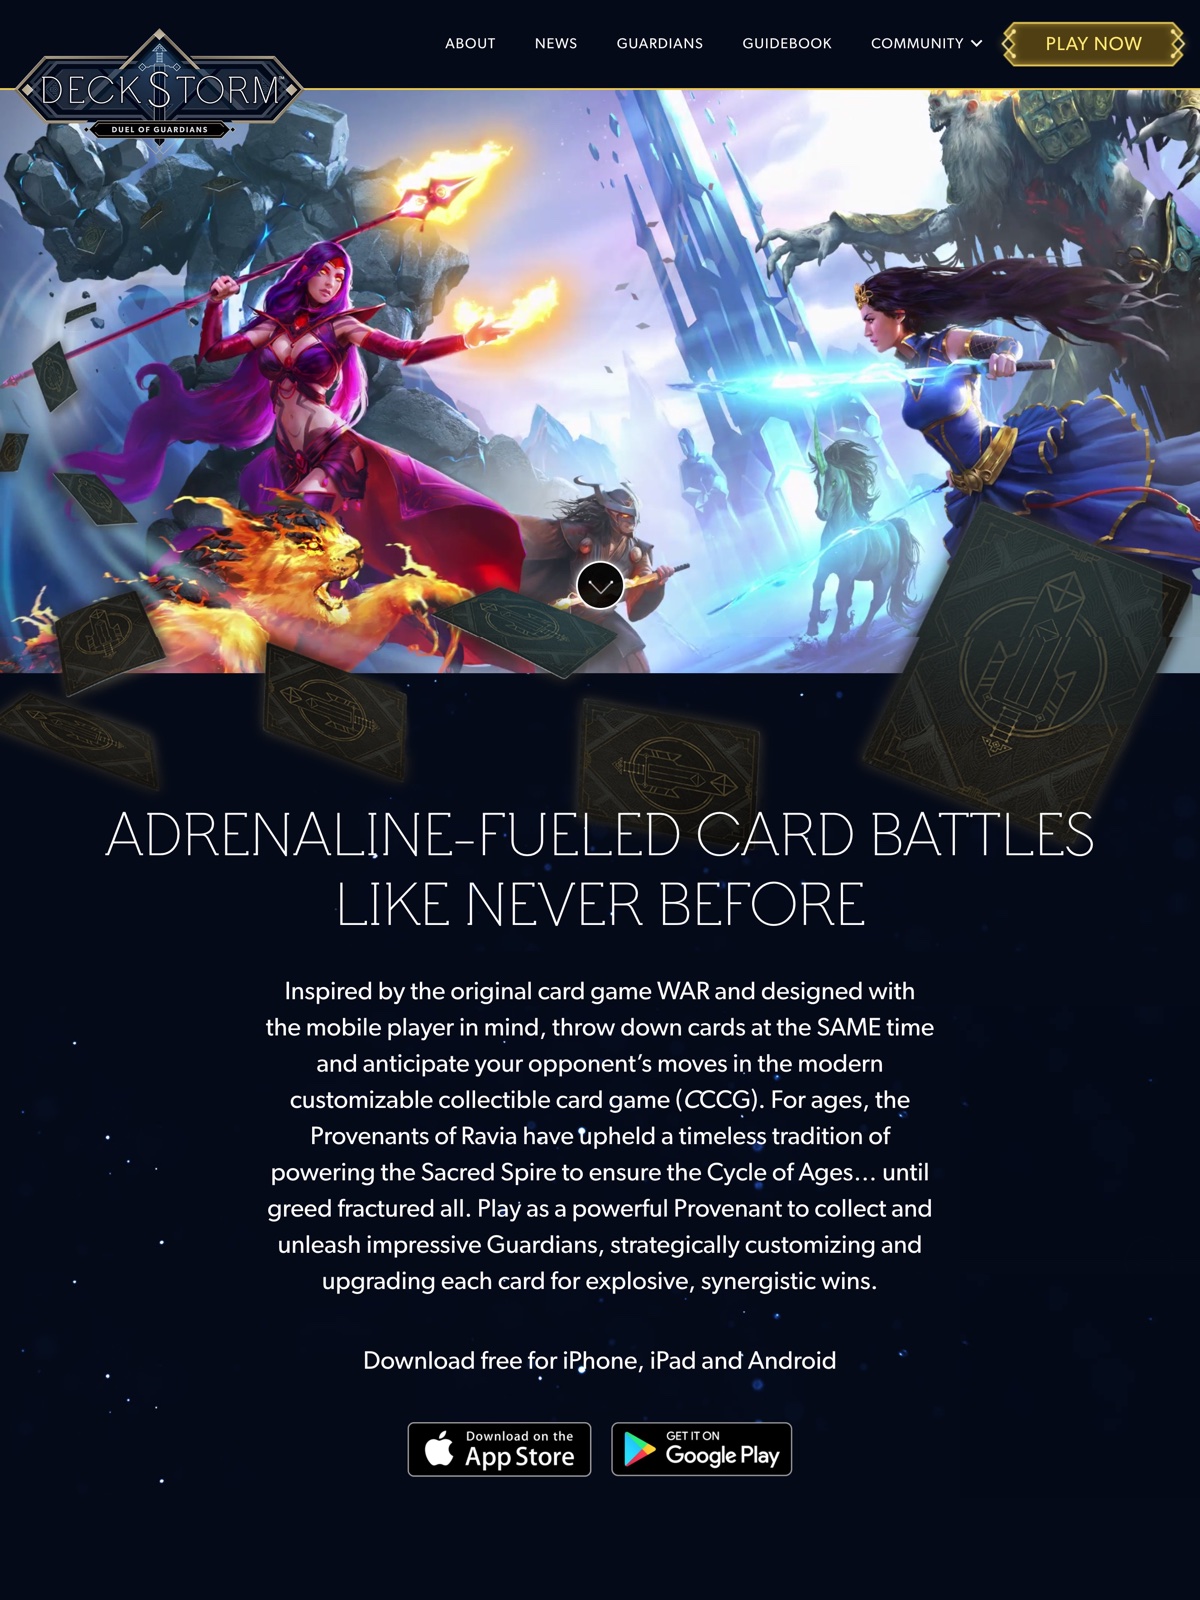 ABOUT
NEWS
GUARDIANS
GUIDEBOOK
COMMUNITY
PLAY NOW
DECKSTORM™
DUEL OF GUARDIANS
ADRENALINE-FUELED CARD BATTLES
LIKE NEVER BEFORE
Inspired by the original card game WAR and designed with
the mobile player in mind, throw down cards at the SAME time
and anticipate your opponent’s moves in the modern
customizable collectible card game (CCCG). For ages, the
Provenants of Ravia have upheld a timeless tradition of
powering the Sacred Spire to ensure the Cycle of Ages... until
greed fractured all. Play as a powerful Provenant to collect and
unleash impressive Guardians, strategically customizing and
upgrading each card for explosive, synergistic wins.
Download free for iPhone, iPad and Android
Download on the
App Store
GET IT ON
Google Play